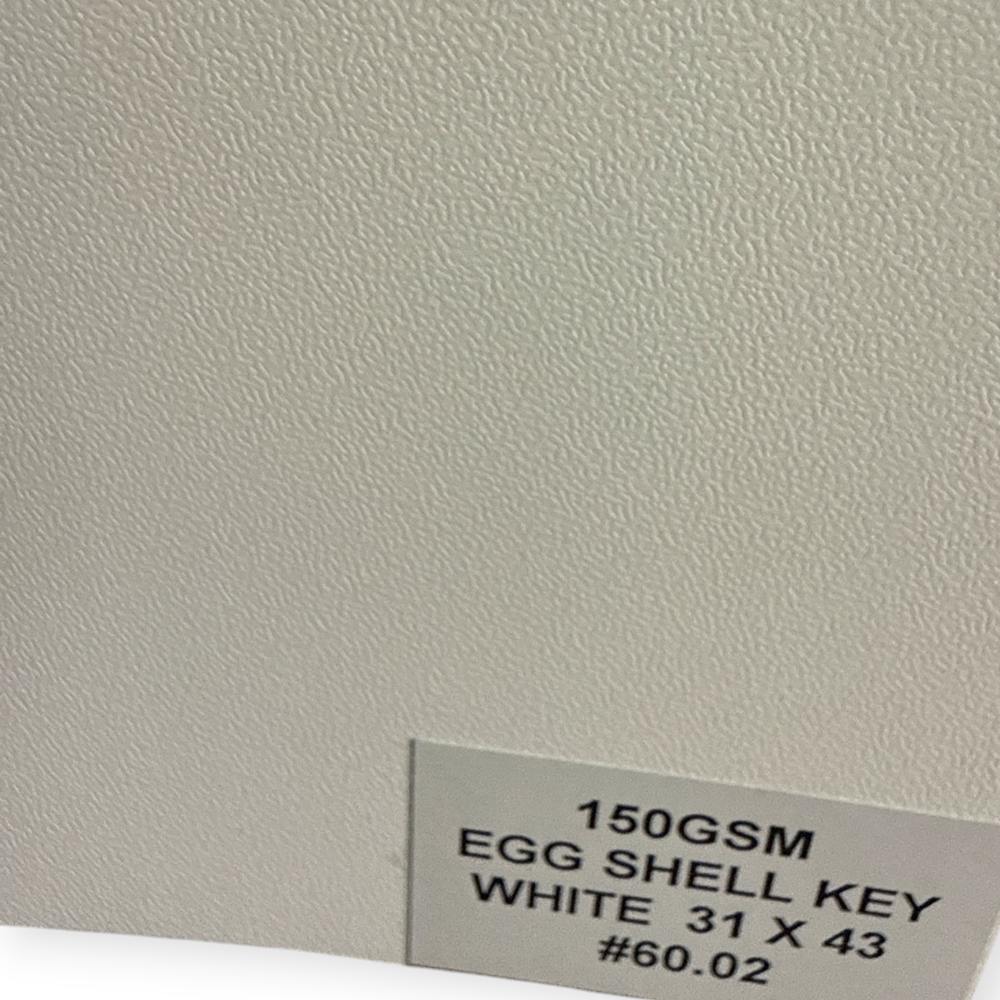 150GSM
EGG SHELL KEY
WHITE 31 X 43
#60.02